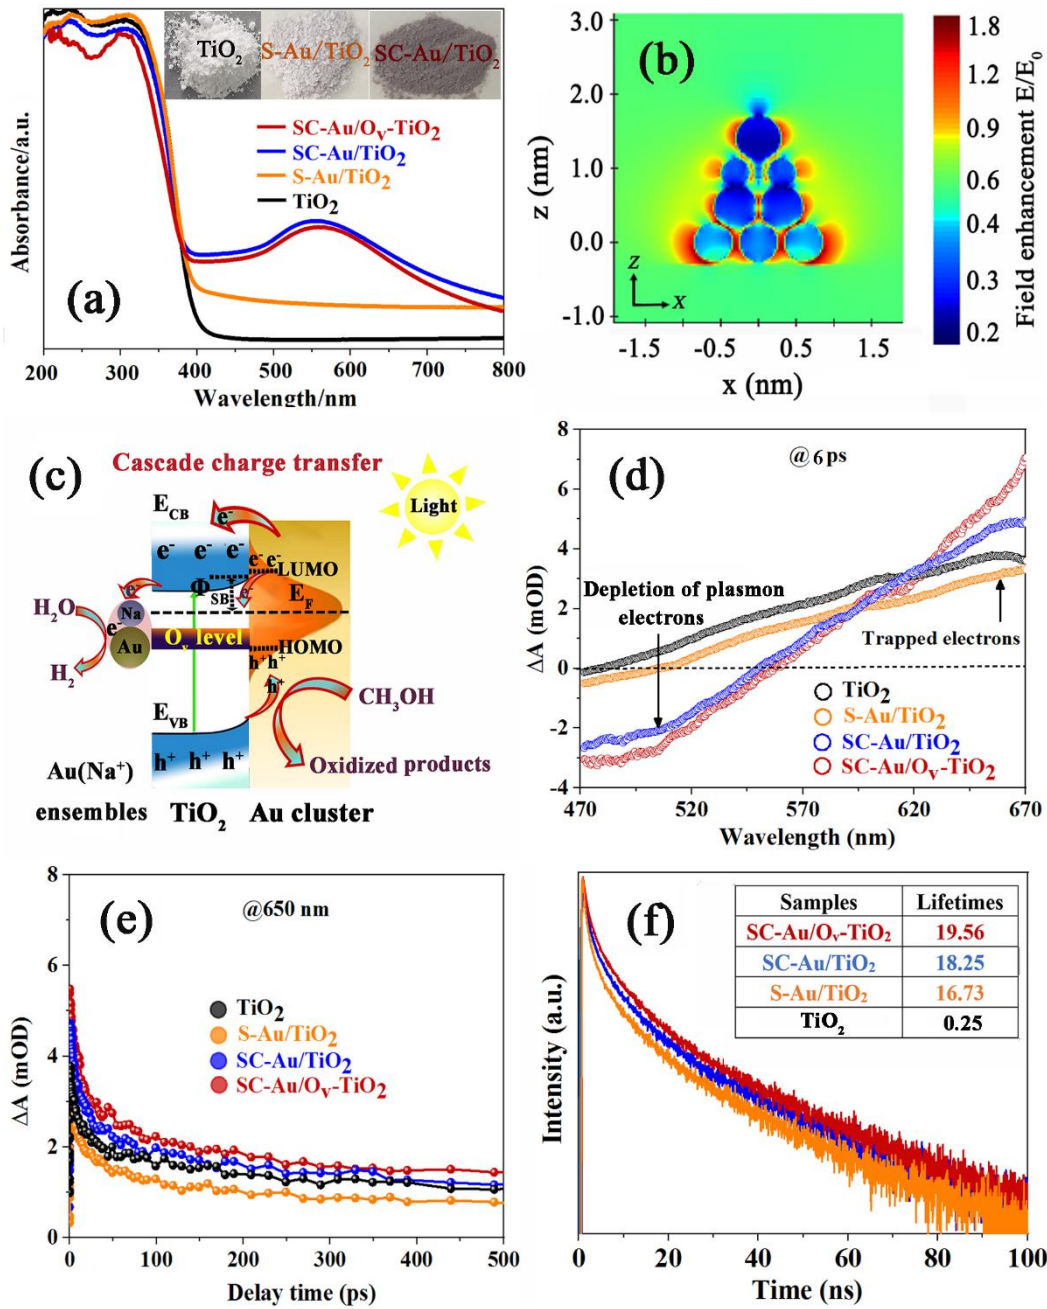 (a)
TiO₂
S-Au/TiO₂
SC-Au/TiO₂
SC-Au/Oᵥ-TiO₂
SC-Au/TiO₂
S-Au/TiO₂
TiO₂
Absorbance/a.u.
200 300 400 500 600 700 800
Wavelength/nm
(b)
3.0
2.0
1.0
0.0
-1.0
z (nm)
z
x
-1.5 -0.5 0.5 1.5
x (nm)
1.8
1.2
0.9
0.6
0.4
0.3
0.2
Field enhancement E/E₀
(c)
Cascade charge transfer
Light
E_CB
e⁻
e⁻ e⁻ e⁻
e⁻ e⁻
LUMO
Φ
SB
e⁻
E_F
e⁻
H₂O
Na
e⁻
Au
H₂
Oᵥ level
HOMO
h⁺ h⁺
h⁺
CH₃OH
E_VB
h⁺ h⁺ h⁺
Oxidized products
Au(Na⁺)
ensembles
TiO₂
Au cluster
(d)
@ 6 ps
8
6
4
2
0
-2
-4
ΔA (mOD)
Depletion of plasmon
electrons
Trapped electrons
TiO₂
S-Au/TiO₂
SC-Au/TiO₂
SC-Au/Oᵥ-TiO₂
470 520 570 620 670
Wavelength (nm)
(e)
@650 nm
8
6
4
2
0
ΔA (mOD)
TiO₂
S-Au/TiO₂
SC-Au/TiO₂
SC-Au/Oᵥ-TiO₂
0 100 200 300 400 500
Delay time (ps)
(f)
Samples Lifetimes
SC-Au/Oᵥ-TiO₂ 19.56
SC-Au/TiO₂ 18.25
S-Au/TiO₂ 16.73
TiO₂ 0.25
Intensity (a.u.)
0 20 40 60 80 100
Time (ns)